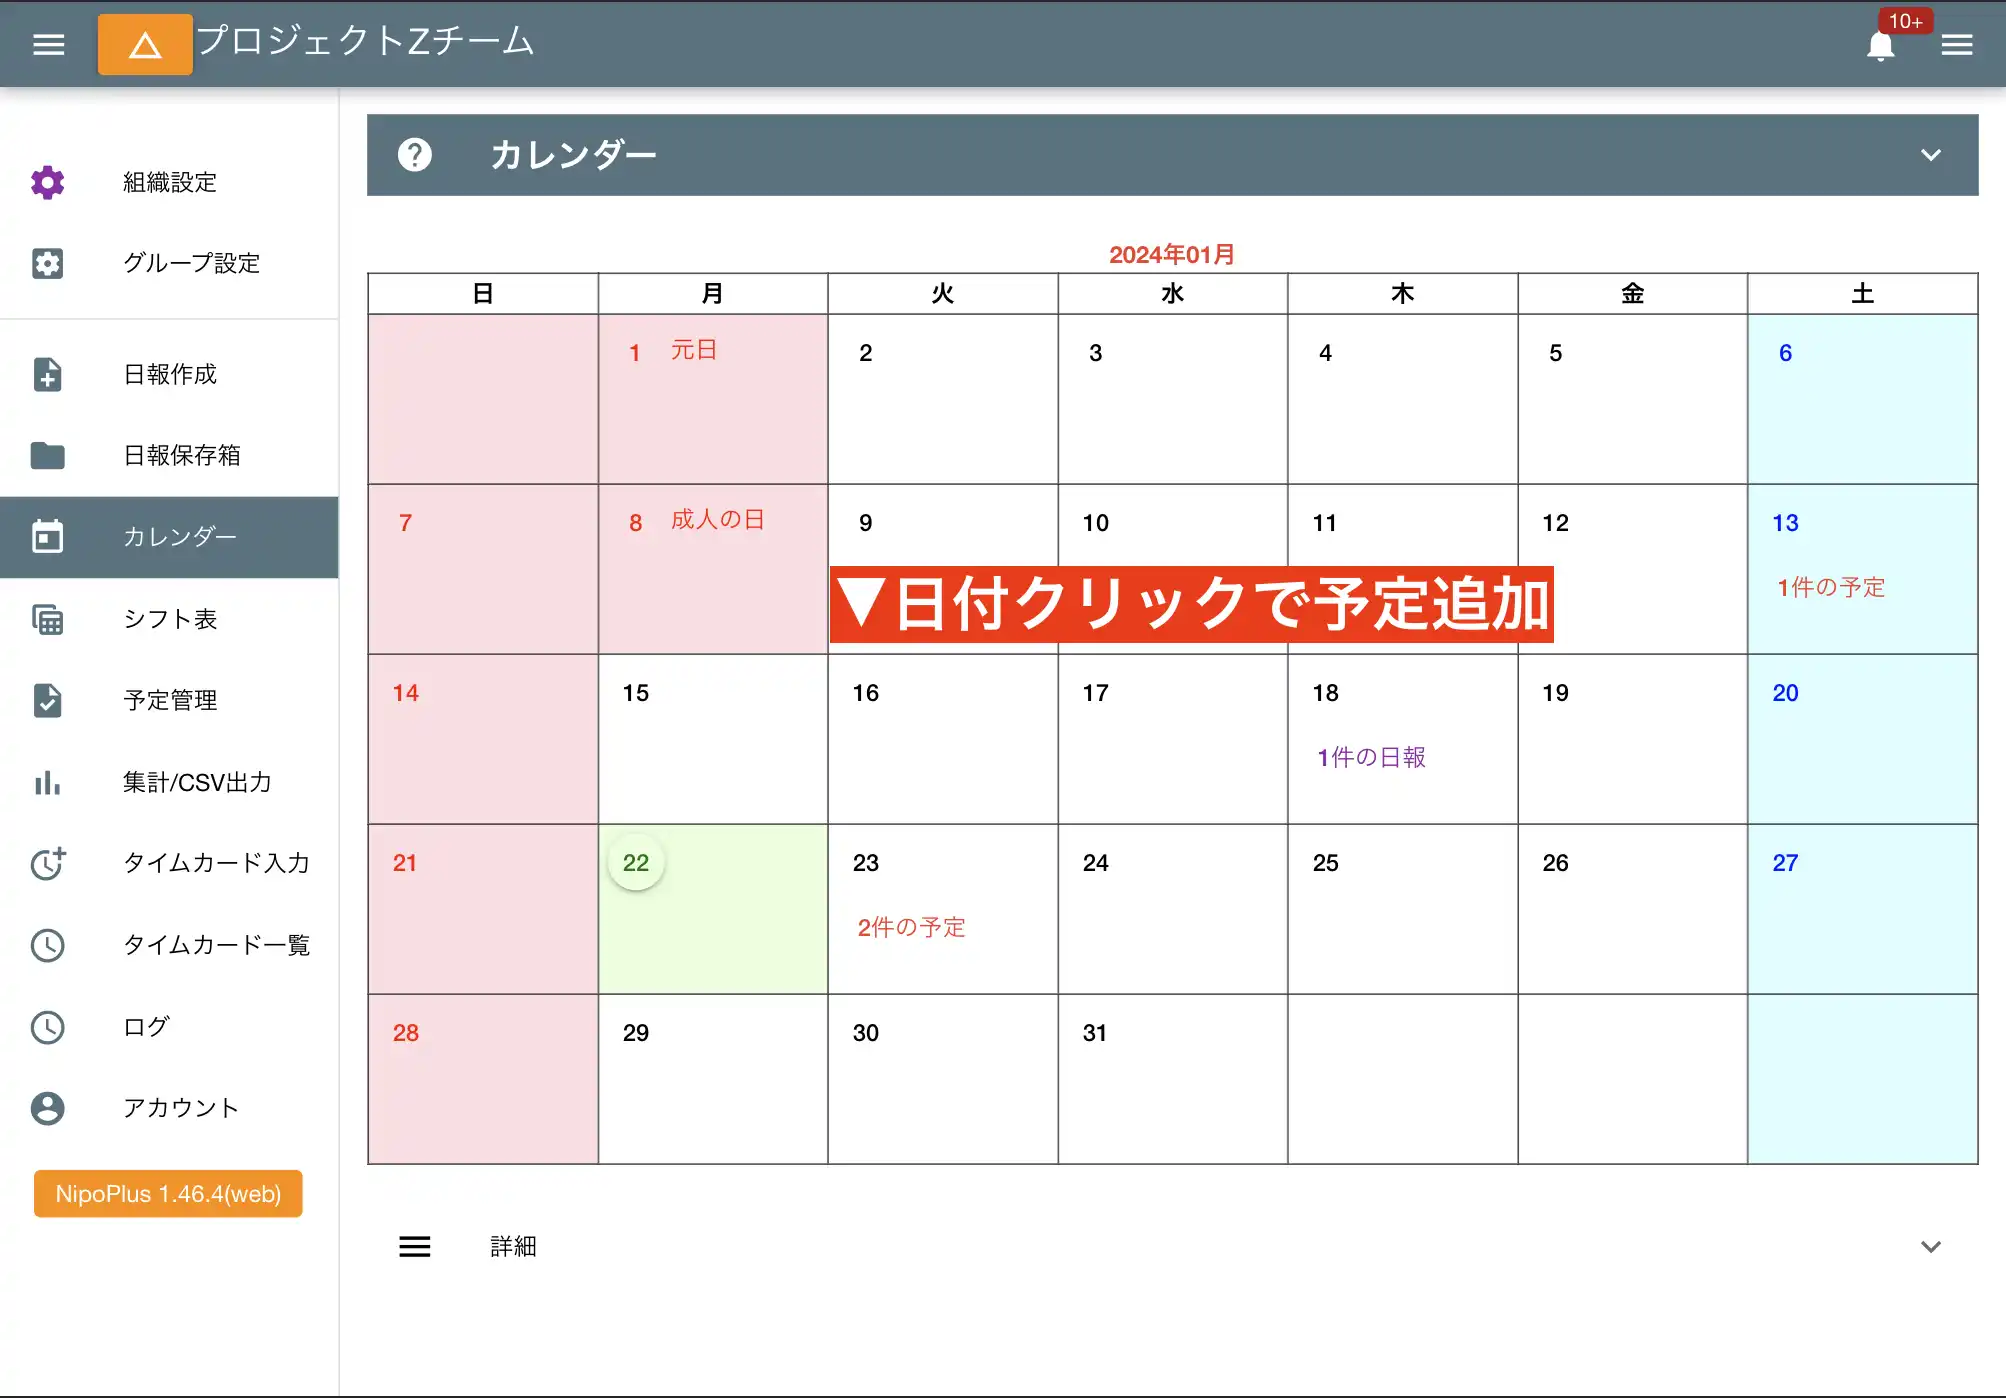 プロジェクトZチーム
10+
組織設定
グループ設定
日報作成
日報保存箱
カレンダー
シフト表
予定管理
集計/CSV出力
タイムカード入力
タイムカード一覧
ログ
アカウント
NipoPlus 1.46.4(web)
カレンダー
2024年01月
日 月 火 水 木 金 土
1 元日 2 3 4 5 6
7 8 成人の日 9 10 11 12 13
1件の予定
▼日付クリックで予定追加
14 15 16 17 18 19 20
1件の日報
21 22 23 24 25 26 27
2件の予定
28 29 30 31
詳細